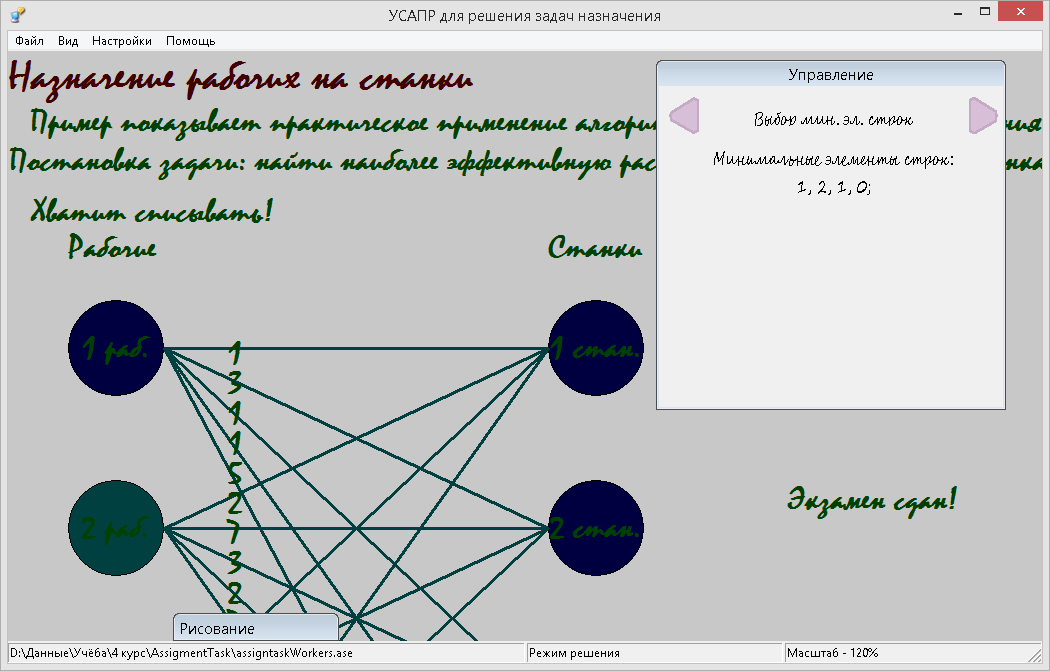 УСАПР для решения задач назначения
Файл Вид Настройки Помощь
Назначение рабочих на станки
Пример показывает практическое применение
Постановка задачи: найти наиболее эффективную
Хватит списывать!
Рабочие Станки
Управление
Выбор мин. эл. строк
Минимальные элементы строк:
1, 2, 1, 0;
1 раб. 1 стан.
1
3
1
1
5
2
2 раб. 2 стан.
7
3
2
Экзамен сдан!
Рисование
D:\Данные\Учёба\4 курс\AssigmentTask\assigntaskWorkers.ase
Режим решения
Масштаб - 120%